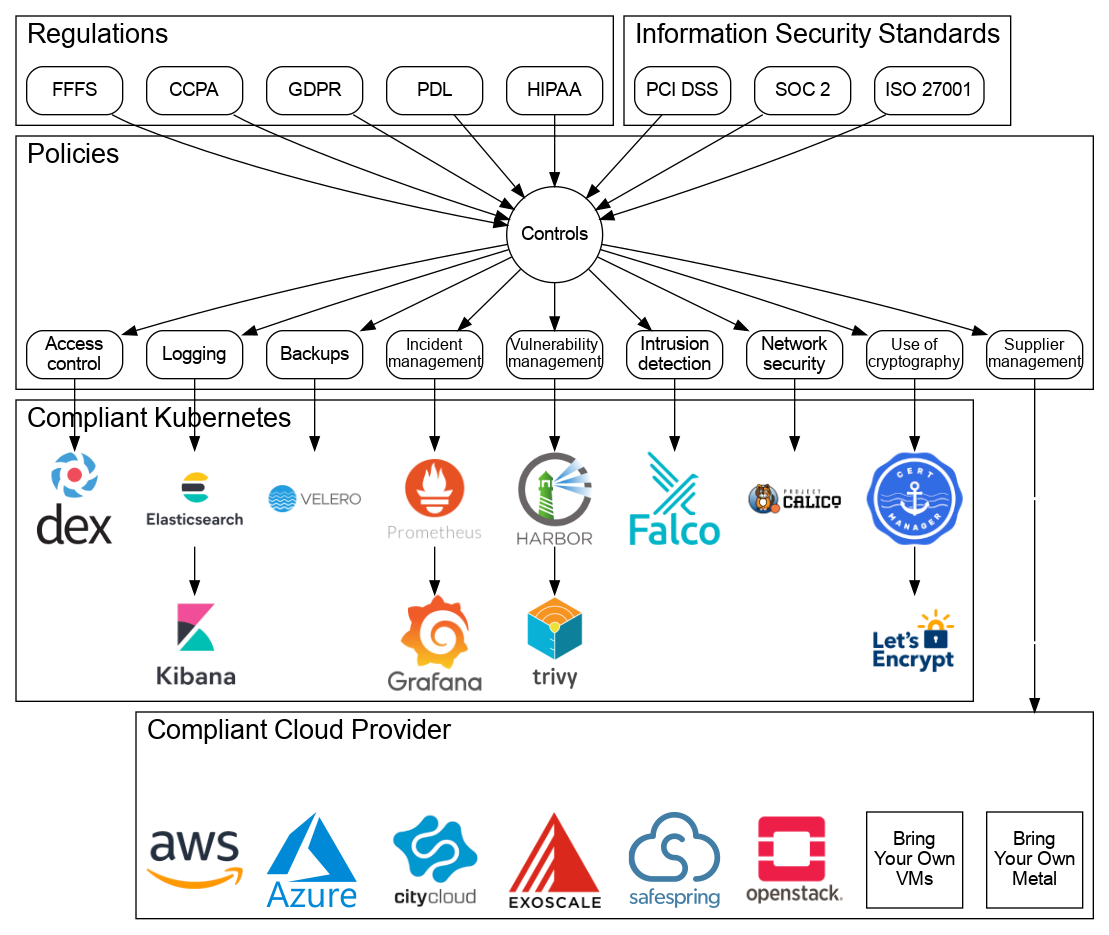 Regulations
Information Security Standards
FFFS
CCPA
GDPR
PDL
HIPAA
PCI DSS
SOC 2
ISO 27001
Policies
Controls
Access
control
Logging
Backups
Incident
management
Vulnerability
management
Intrusion
detection
Network
security
Use of
cryptography
Supplier
management
Compliant Kubernetes
dex
Elasticsearch
VELERO
Prometheus
HARBOR
Falco
PROJECT
CALICO
CERT
MANAGER
Kibana
Grafana
trivy
Let's
Encrypt
Compliant Cloud Provider
aws
Azure
citycloud
EXOSCALE
safespring
openstack.
Bring
Your Own
VMs
Bring
Your Own
Metal